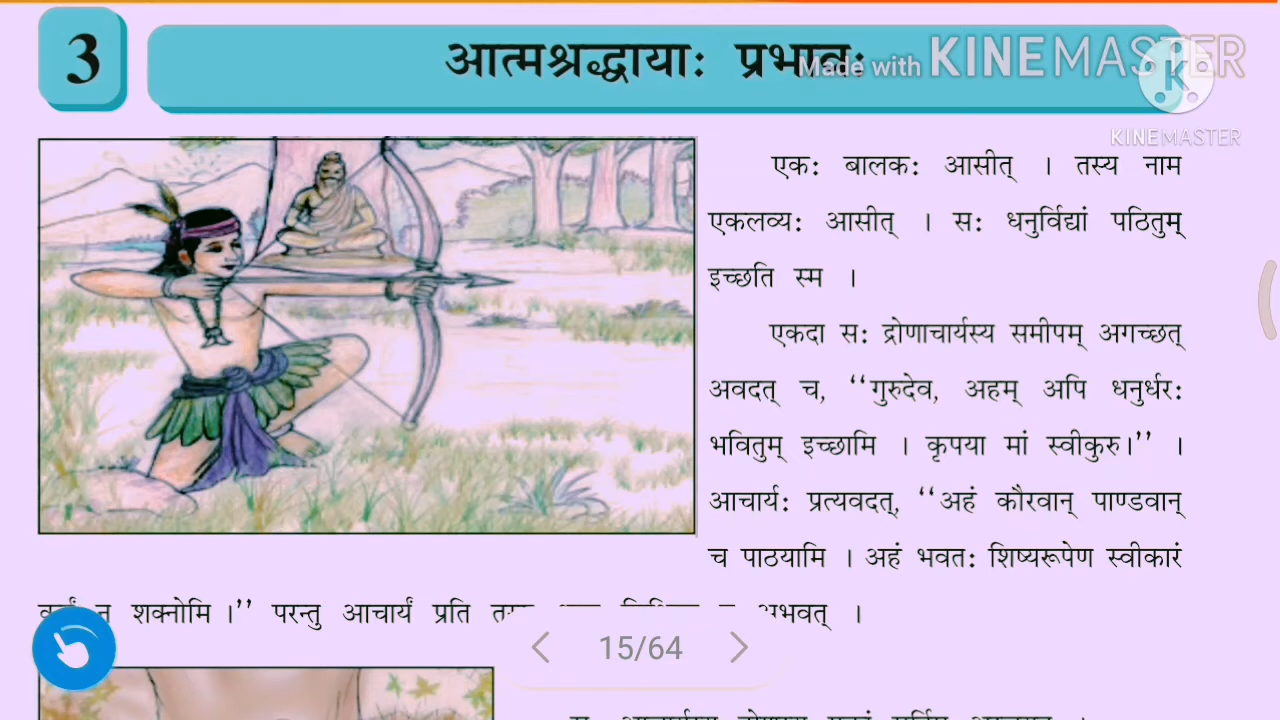 3
आत्मश्रद्धायाः प्रभावः
Made with KINEMASTER
KINEMASTER
एकः बालकः आसीत् । तस्य नाम
एकलव्यः आसीत् । सः धनुर्विद्यां पठितुम्
इच्छति स्म ।
एकदा सः द्रोणाचार्यस्य समीपम् अगच्छत्
अवदत् च, ‘‘गुरुदेव, अहम् अपि धनुर्धरः
भवितुम् इच्छामि । कृपया मां स्वीकुरु।’’ ।
आचार्यः प्रत्यवदत्, ‘‘अहं कौरवान् पाण्डवान्
च पाठयामि । अहं भवतः शिष्यरूपेण स्वीकारं
न शक्नोमि ।’’ परन्तु आचार्यं प्रति अभवत् ।
15/64